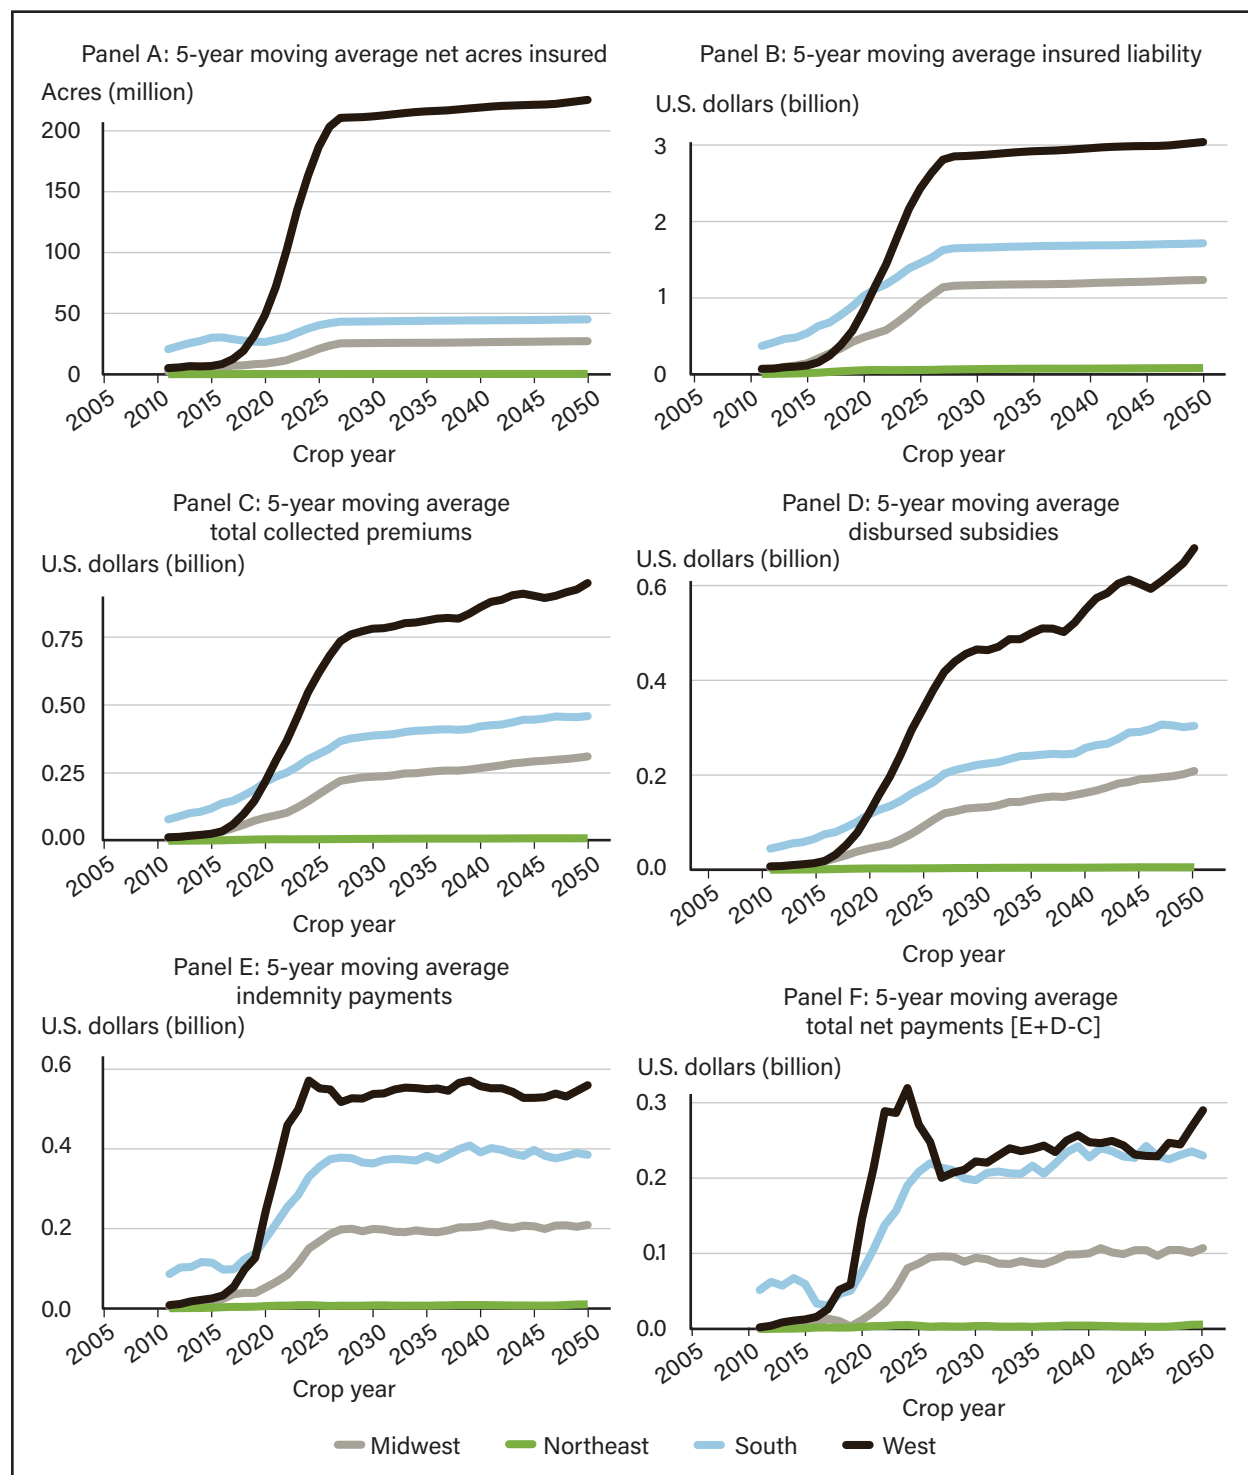 Panel A: 5-year moving average net acres insured
Acres (million)
200
150
100
50
0
2005 2010 2015 2020 2025 2030 2035 2040 2045 2050
Crop year
Panel B: 5-year moving average insured liability
U.S. dollars (billion)
3
2
1
0
2005 2010 2015 2020 2025 2030 2035 2040 2045 2050
Crop year
Panel C: 5-year moving average
total collected premiums
U.S. dollars (billion)
0.75
0.50
0.25
0.00
2005 2010 2015 2020 2025 2030 2035 2040 2045 2050
Crop year
Panel D: 5-year moving average
disbursed subsidies
U.S. dollars (billion)
0.6
0.4
0.2
0.0
2005 2010 2015 2020 2025 2030 2035 2040 2045 2050
Crop year
Panel E: 5-year moving average
indemnity payments
U.S. dollars (billion)
0.6
0.4
0.2
0.0
2005 2010 2015 2020 2025 2030 2035 2040 2045 2050
Crop year
Panel F: 5-year moving average
total net payments [E+D-C]
U.S. dollars (billion)
0.3
0.2
0.1
0.0
2005 2010 2015 2020 2025 2030 2035 2040 2045 2050
Crop year
Midwest Northeast South West